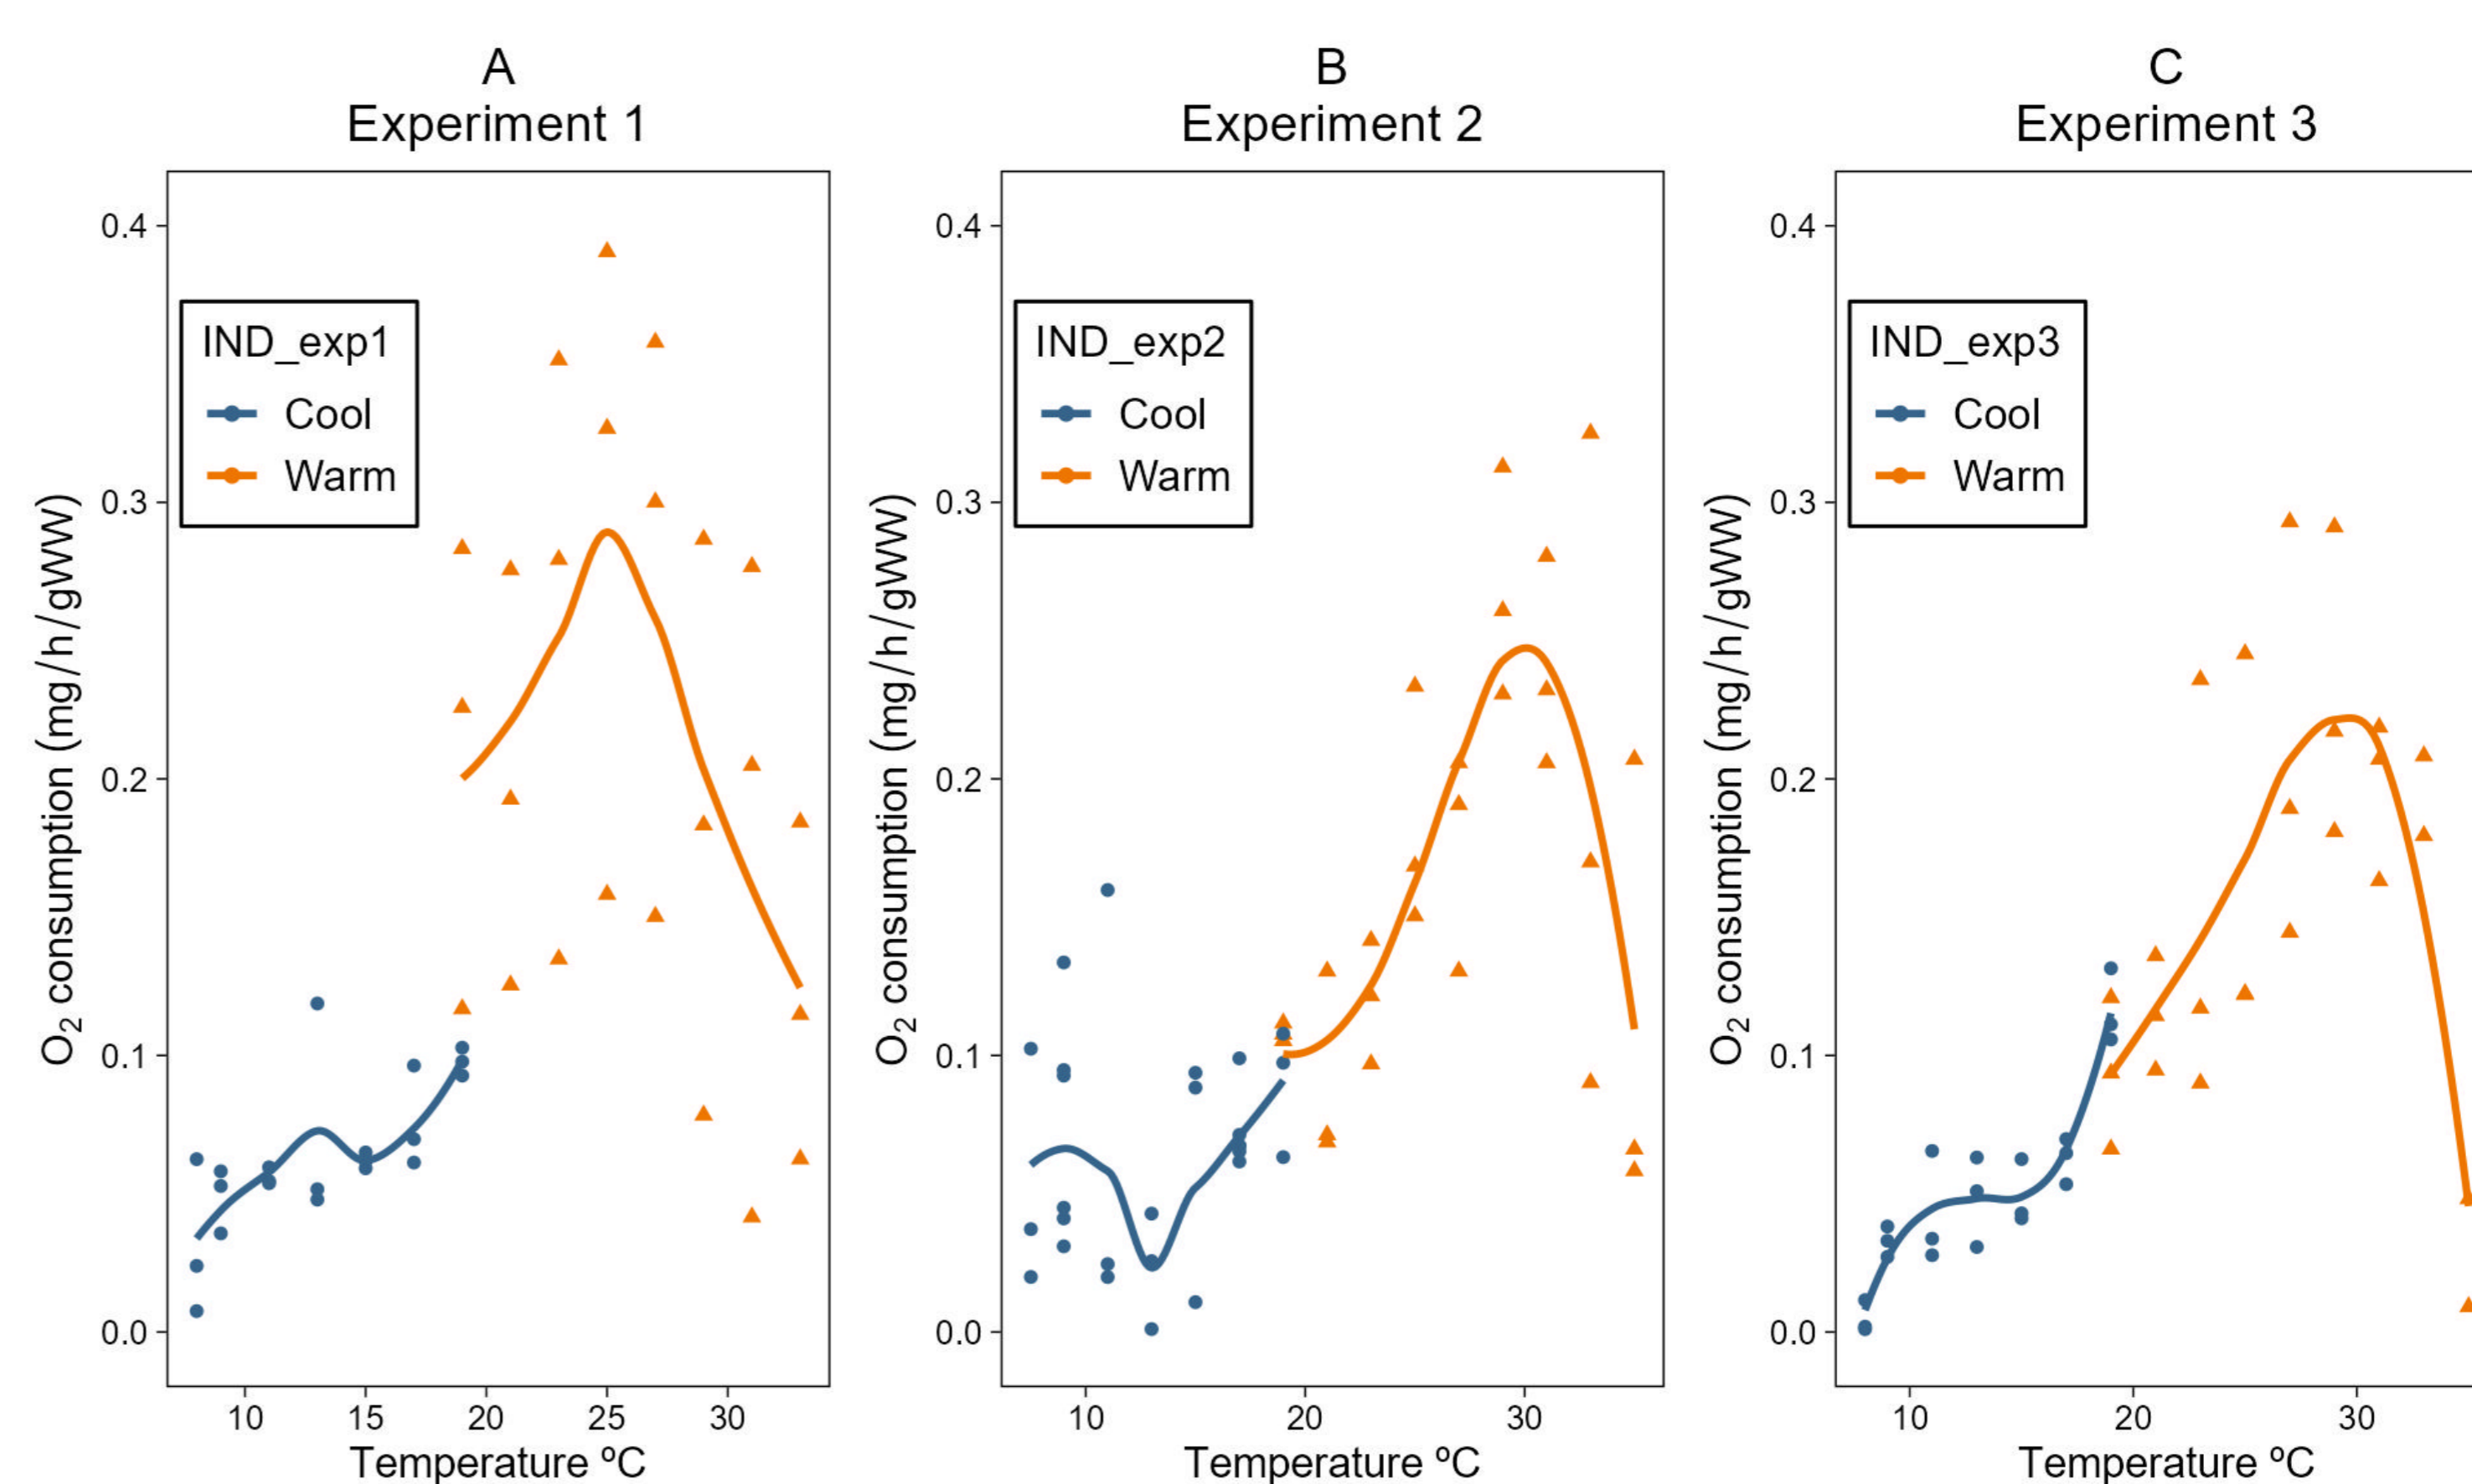 A
Experiment 1
O2 consumption (mg/h/gWW)
0.4
0.3
0.2
0.1
0.0
IND_exp1
Cool
Warm
10 15 20 25 30
Temperature ºC
B
Experiment 2
O2 consumption (mg/h/gWW)
0.4
0.3
0.2
0.1
0.0
IND_exp2
Cool
Warm
10 20 30
Temperature ºC
C
Experiment 3
O2 consumption (mg/h/gWW)
0.4
0.3
0.2
0.1
0.0
IND_exp3
Cool
Warm
10 20 30
Temperature ºC